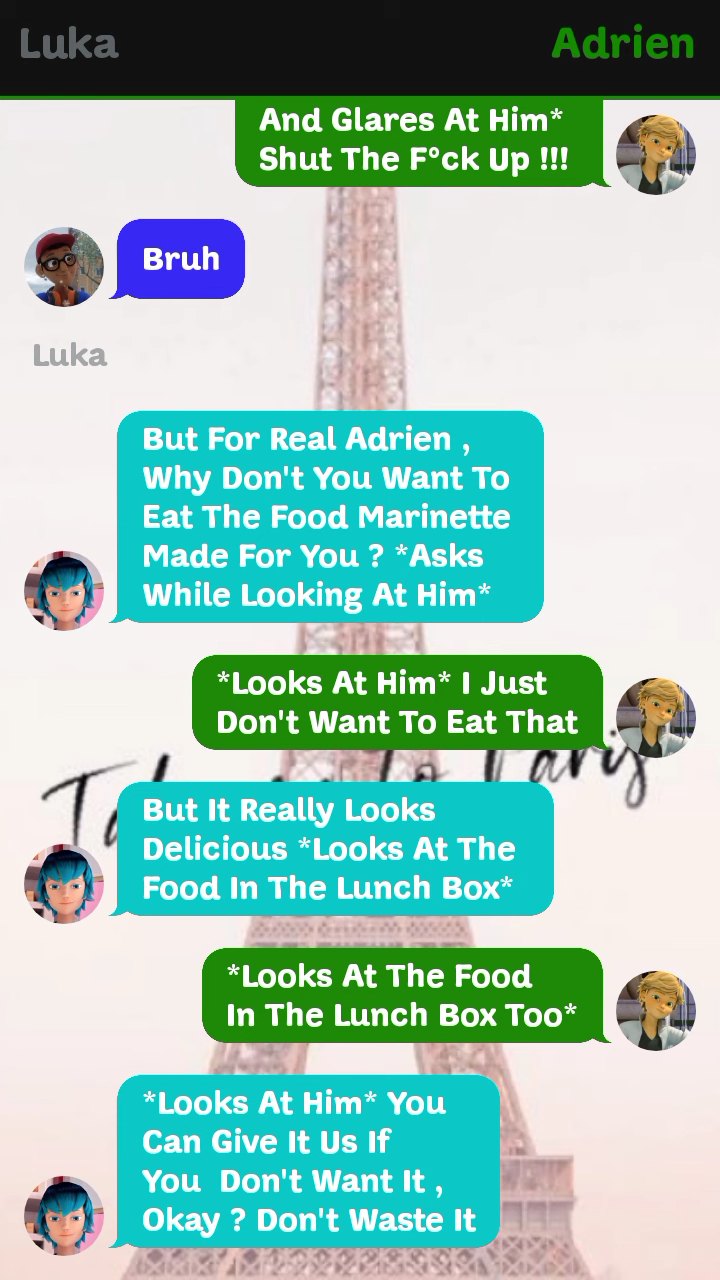 Luka
Adrien
And Glares At Him*
Shut The F°ck Up !!!
Bruh
Luka
But For Real Adrien ,
Why Don't You Want To
Eat The Food Marinette
Made For You ? *Asks
While Looking At Him*
*Looks At Him* I Just
Don't Want To Eat That
Paris
But It Really Looks
Delicious *Looks At The
Food In The Lunch Box*
*Looks At The Food
In The Lunch Box Too*
*Looks At Him* You
Can Give It Us If
You  Don't Want It ,
Okay ? Don't Waste It